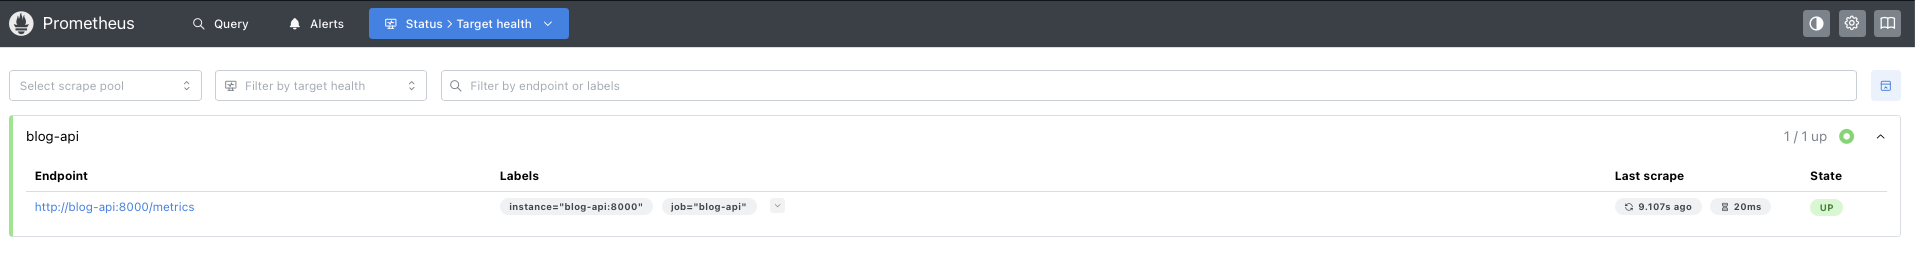 Prometheus Query Alerts Status > Target health
Select scrape pool Filter by target health Filter by endpoint or labels
blog-api 1 / 1 up
Endpoint Labels Last scrape State
http://blog-api:8000/metrics instance="blog-api:8000" job="blog-api" 9.107s ago 20ms UP